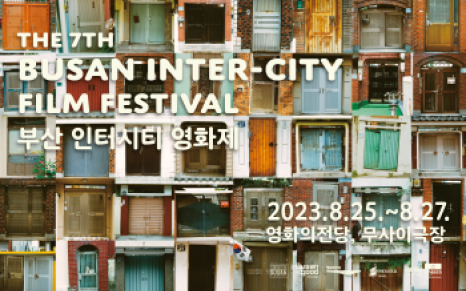 THE 7TH
BUSAN INTER-CITY
FILM FESTIVAL
부산 인터시티 영화제
2023.8.25.~8.27.
영화의전당, 무사이극장